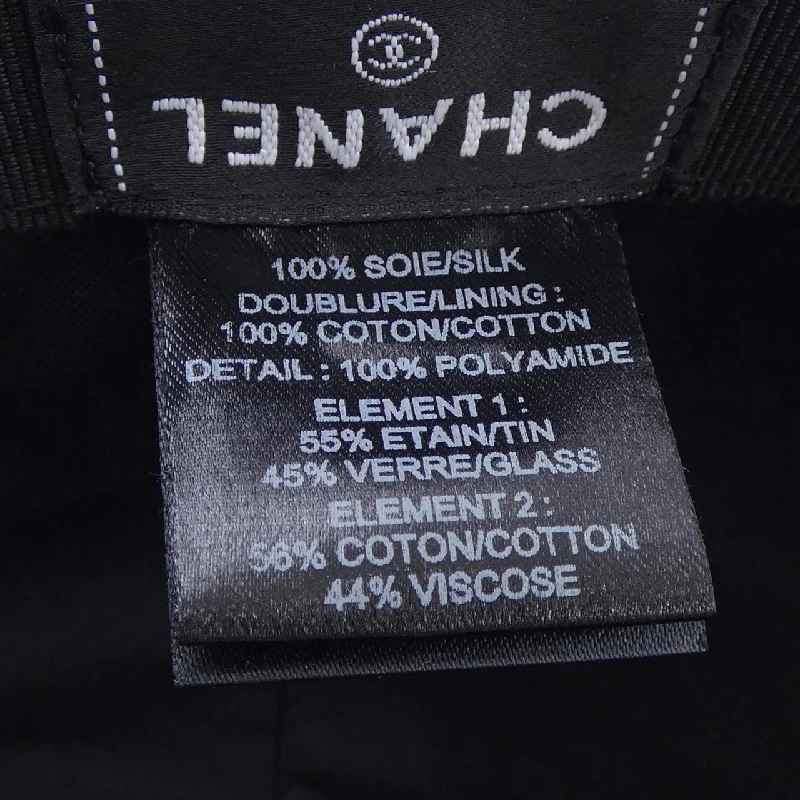 CHANEL
100% SOIE/SILK
DOUBLURE/LINING :
100% COTON/COTTON
DETAIL : 100% POLYAMIDE
ELEMENT 1 :
55% ETAIN/TIN
45% VERRE/GLASS
ELEMENT 2 :
56% COTON/COTTON
44% VISCOSE